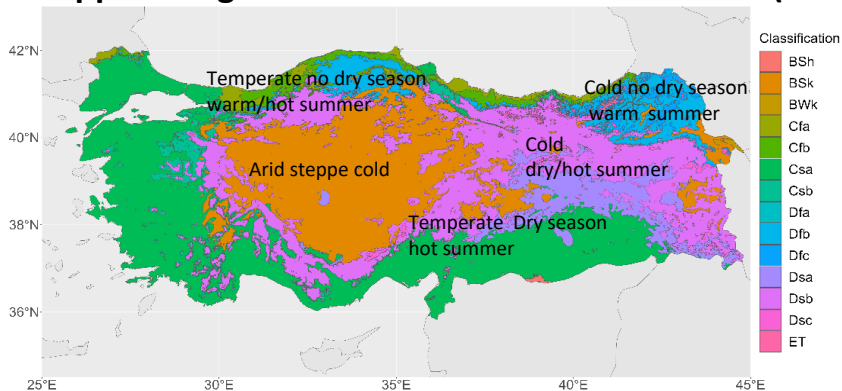 42°N
40°N
38°N
36°N
34°N
25°E
30°E
35°E
40°E
45°E
Temperate no dry season
warm/hot summer
Cold no dry season
warm summer
Arid steppe cold
Cold
dry/hot summer
Temperate Dry season
hot summer
Classification
BSh
BSk
BWk
Cfa
Cfb
Csa
Csb
Dfa
Dfb
Dfc
Dsa
Dsb
Dsc
ET